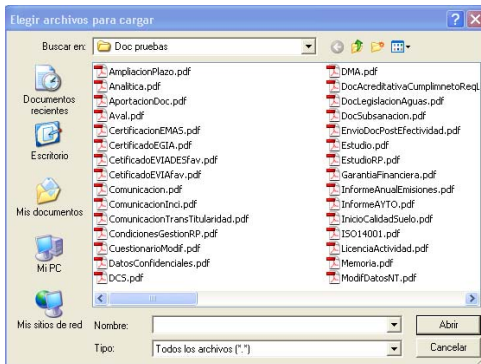 Elegir archivos para cargar
Buscar en: Doc pruebas
Documentos recientes
Escritorio
Mis documentos
Mi PC
Mis sitios de red
AmpliacionPlazo.pdf
Analitica.pdf
AportacionDoc.pdf
Aval.pdf
CertificacionEMAS.pdf
CertificadoEGIA.pdf
CetificadoEVIADESfav.pdf
CetificadoEVIAfav.pdf
Comunicacion.pdf
ComunicacionInci.pdf
ComunicacionTransTitularidad.pdf
CondicionesGestionRP.pdf
CuestionarioModif.pdf
DatosConfidenciales.pdf
DCS.pdf
DMA.pdf
DocAcreditativaCumplimnetoReqL
DocLegislacionAguas.pdf
DocSubsanacion.pdf
EnvioDocPostEfectividad.pdf
Estudio.pdf
EstudioRP.pdf
GarantiaFinanciera.pdf
InformeAnualEmisiones.pdf
InformeAYTO.pdf
InicioCalidadSuelo.pdf
ISO14001.pdf
LicenciaActividad.pdf
Memoria.pdf
ModifDatosNT.pdf
Nombre:
Abrir
Tipo: Todos los archivos (*.*)
Cancelar